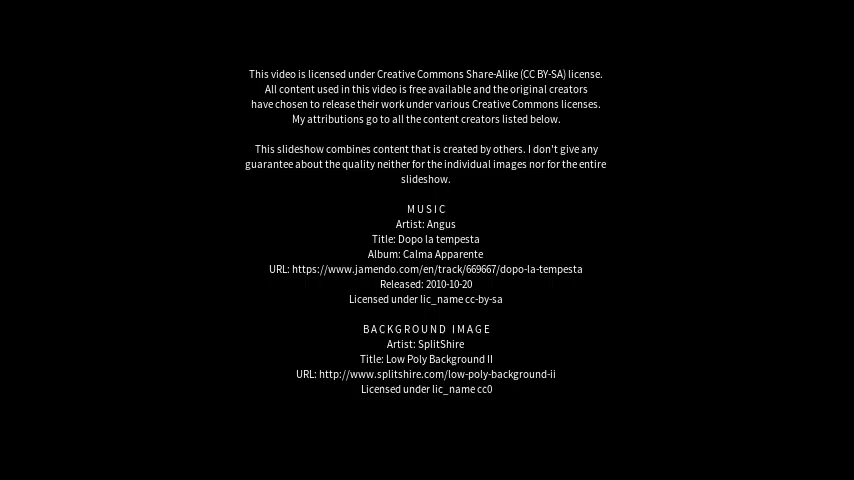 This video is licensed under Creative Commons Share-Alike (CC BY-SA) license.
All content used in this video is free available and the original creators
have chosen to release their work under various Creative Commons licenses.
My attributions go to all the content creators listed below.
This slideshow combines content that is created by others. I don't give any
guarantee about the quality neither for the individual images nor for the entire
slideshow.
MUSIC
Artist: Angus
Title: Dopo la tempesta
Album: Calma Apparente
URL: https://www.jamendo.com/en/track/669667/dopo-la-tempesta
Released: 2010-10-20
Licensed under lic_name cc-by-sa
BACKGROUND IMAGE
Artist: SplitShire
Title: Low Poly Background II
URL: http://www.splitshire.com/low-poly-background-ii
Licensed under lic_name cc0